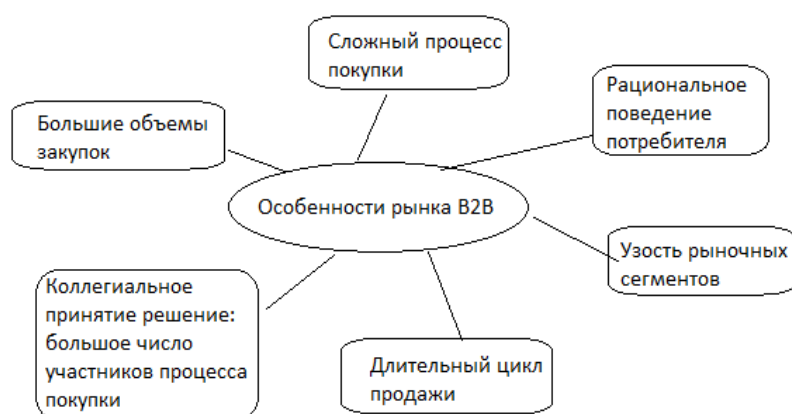 Сложный процесс
покупки
Рациональное
поведение
потребителя
Большие объемы
закупок
Особенности рынка B2B
Узость рыночных
сегментов
Коллегиальное
принятие решение:
большое число
участников процесса
покупки
Длительный цикл
продажи